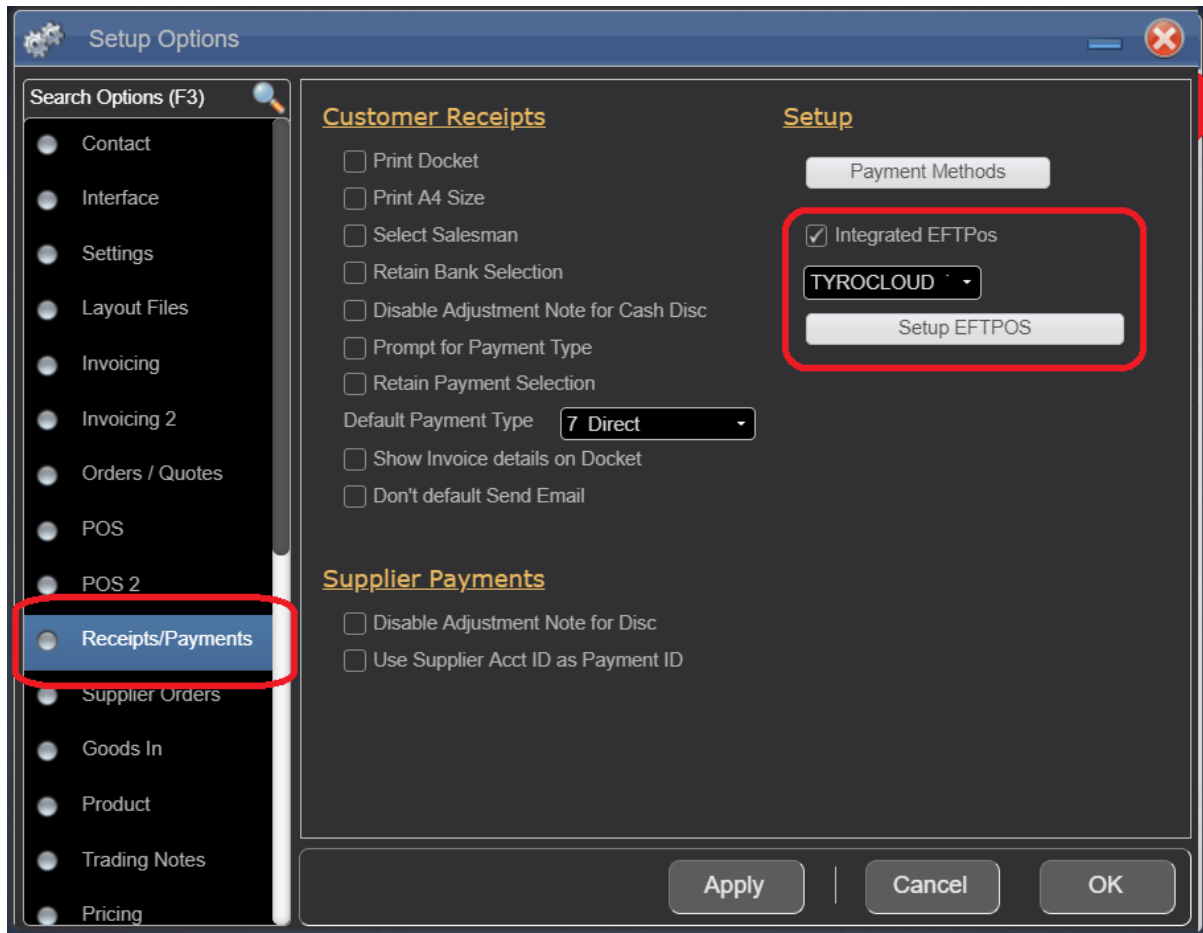 Setup Options
Search Options (F3)
Contact
Interface
Settings
Layout Files
Invoicing
Invoicing 2
Orders / Quotes
POS
POS 2
Receipts/Payments
Supplier Orders
Goods In
Product
Trading Notes
Pricing
Customer Receipts
Print Docket
Print A4 Size
Select Salesman
Retain Bank Selection
Disable Adjustment Note for Cash Disc
Prompt for Payment Type
Retain Payment Selection
Default Payment Type 7 Direct
Show Invoice details on Docket
Don't default Send Email
Supplier Payments
Disable Adjustment Note for Disc
Use Supplier Acct ID as Payment ID
Setup
Payment Methods
Integrated EFTPos
TYROCLOUD
Setup EFTPOS
Apply
Cancel
OK